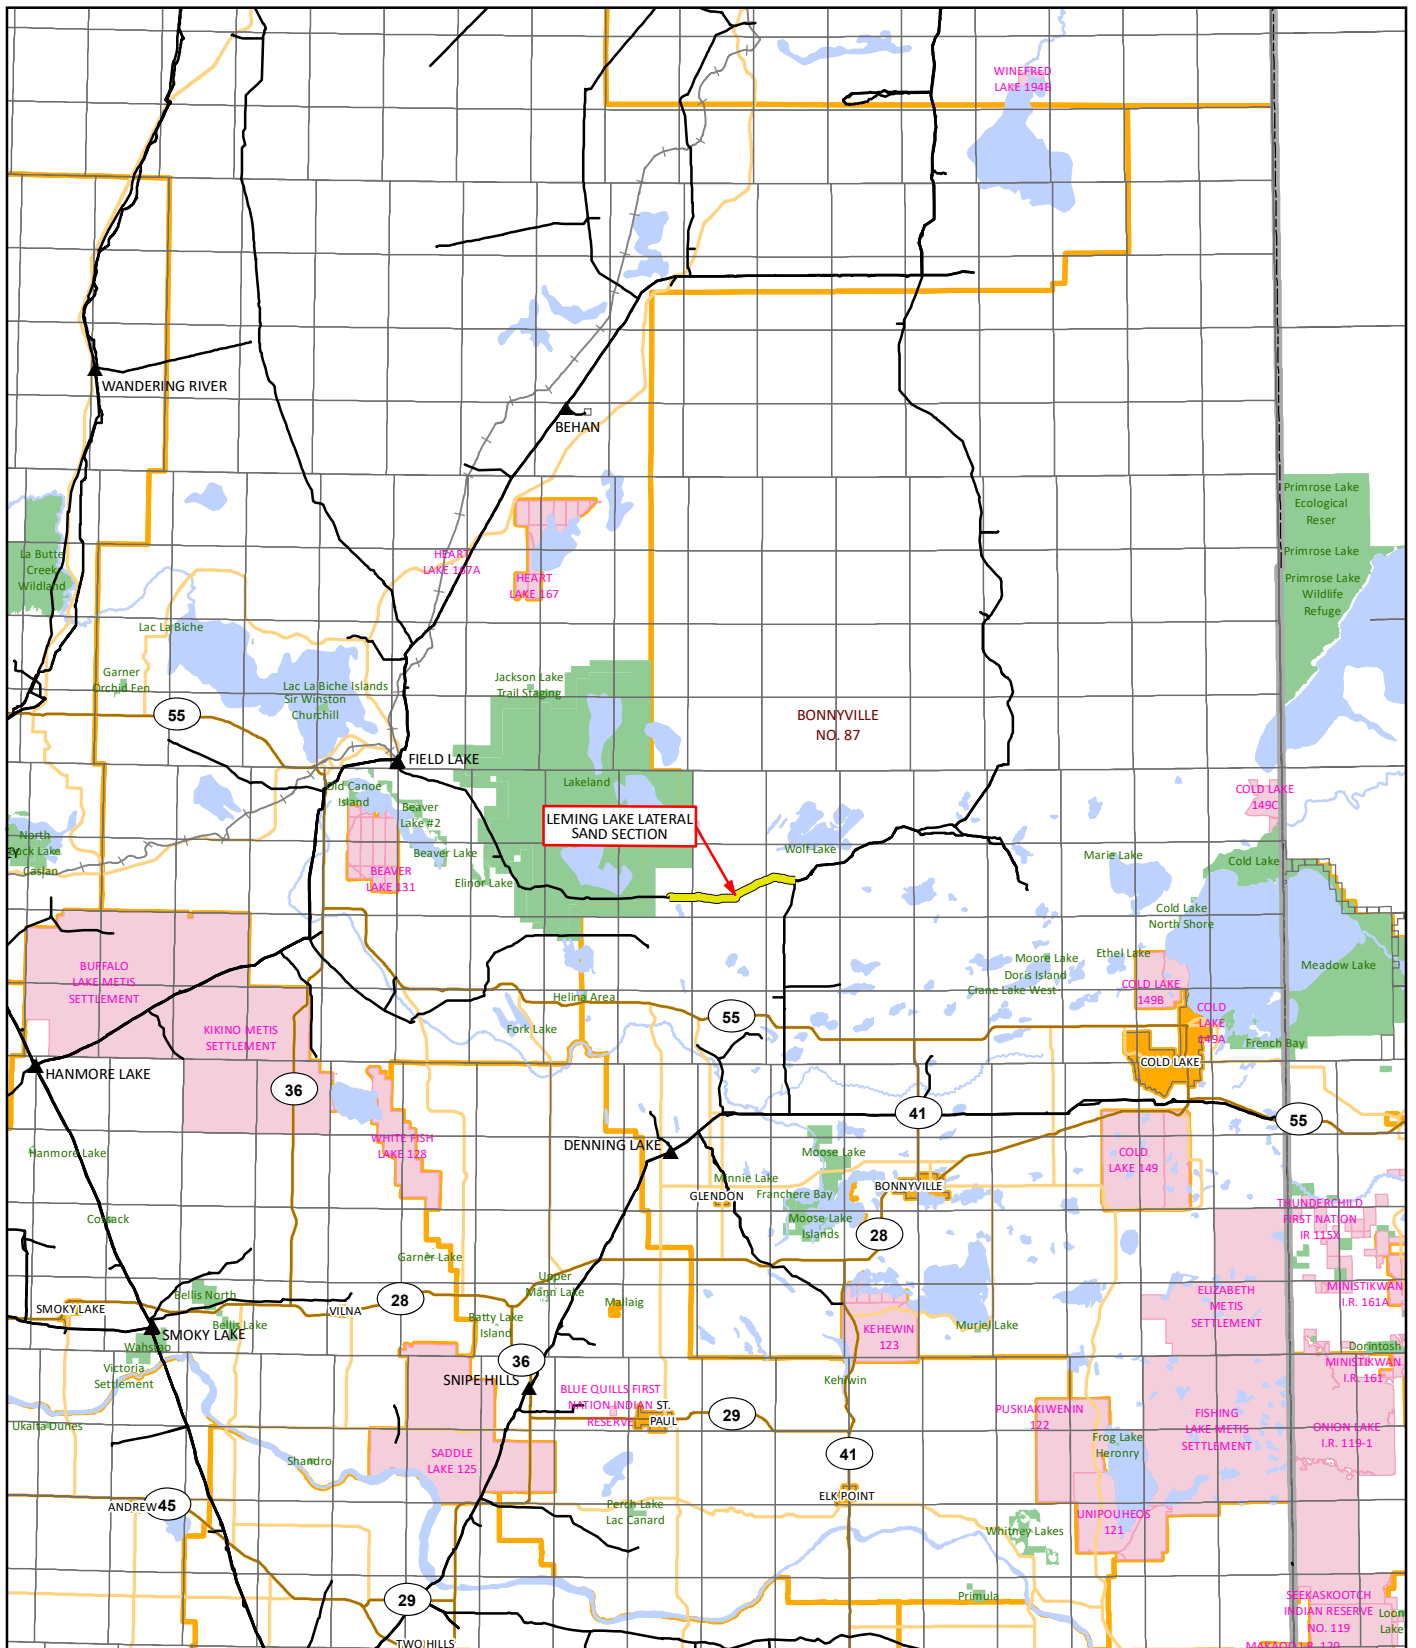 WINEFRED
LAKE 194B
WANDERING RIVER
BEHAN
Primrose Lake
Ecological
Reser
Primrose Lake
Primrose Lake
Wildlife
Refuge
La Butte
Creek
Wildland
HEART
LAKE 167A
HEART
LAKE 167
Lac La Biche
Garner
Orchid Fen
Lac La Biche Islands
Sir Winston
Churchill
Jackson Lake
Trail Staging
55
BONNYVILLE
NO. 87
FIELD LAKE
Lakeland
Old Canoe
Island
Beaver
Lake #2
COLD LAKE
149C
LEMING LAKE LATERAL
SAND SECTION
North
Buck Lake
EY
Caslan
Beaver Lake
BEAVER
LAKE 131
Elinor Lake
Wolf Lake
Marie Lake
Cold Lake
Cold Lake
North Shore
BUFFALO
LAKE METIS
SETTLEMENT
Moore Lake
Doris Island
Crane Lake West
Ethel Lake
Meadow Lake
COLD LAKE
149B
COLD
LAKE
149A
Helina Area
55
Fork Lake
KIKINO METIS
SETTLEMENT
French Bay
COLD LAKE
HANMORE LAKE
36
41
55
DENNING LAKE
WHITE FISH
LAKE 128
Hanmore Lake
Moose Lake
COLD
LAKE 149
Minnie Lake
Franchere Bay
GLENDON
BONNYVILLE
THUNDERCHILD
FIRST NATION
IR 115X
Cossack
Moose Lake
Islands
28
Garner Lake
Upper
Mann Lake
Bellis North
28
SMOKY LAKE
VILNA
Mallaig
ELIZABETH
METIS
SETTLEMENT
MINISTIKWAN
I.R. 161A
Batty Lake
Island
Bellis Lake
SMOKY LAKE
Wahstao
Muriel Lake
KEHEWIN
123
Dorintosh
MINISTIKWAN
I.R. 161
Victoria
Settlement
36
SNIPE HILLS
Kehiwin
BLUE QUILLS FIRST
NATION INDIAN
RESERVE
ST.
PAUL
29
PUSKIAKIWENIN
122
FISHING
LAKE METIS
SETTLEMENT
ONION LAKE
I.R. 119-1
Ukalta Dunes
Frog Lake
Heronry
41
SADDLE
LAKE 125
Shandro
ELK POINT
ANDREW
45
Perch Lake
Lac Canard
UNIPOUHEOS
121
Whitney Lakes
Primula
29
SEEKASKOOTCH
INDIAN RESERVE
NO. 119
Loon
Lake
TWO HILLS
MAKAOO I.R. 120